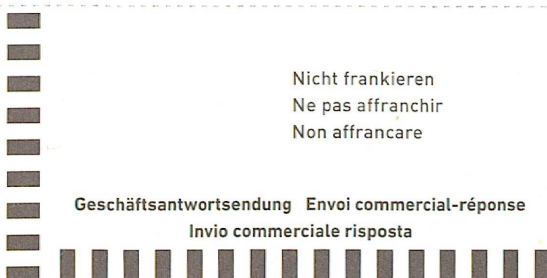 Nicht frankieren
Ne pas affranchir
Non affrancare
Geschäftsantwortsendung Envoi commercial-réponse
Invio commerciale risposta